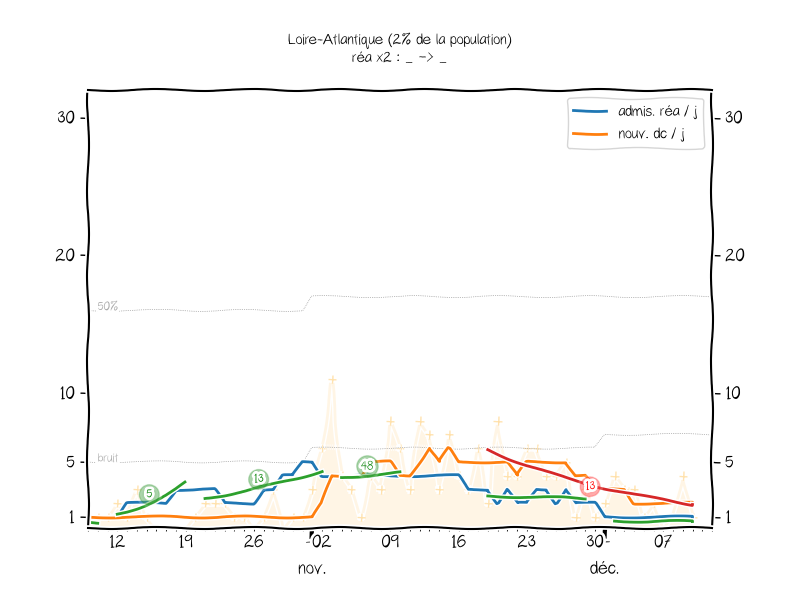 Loire-Atlantique (2% de la population)
réa x2 : _ -> _
admis. réa / j
nouv. dc / j
30 30
20 20
50%
10 10
bruit
5 5
5 13 48 13
1 1
12 19 26 02 09 16 23 30 07
nov. déc.